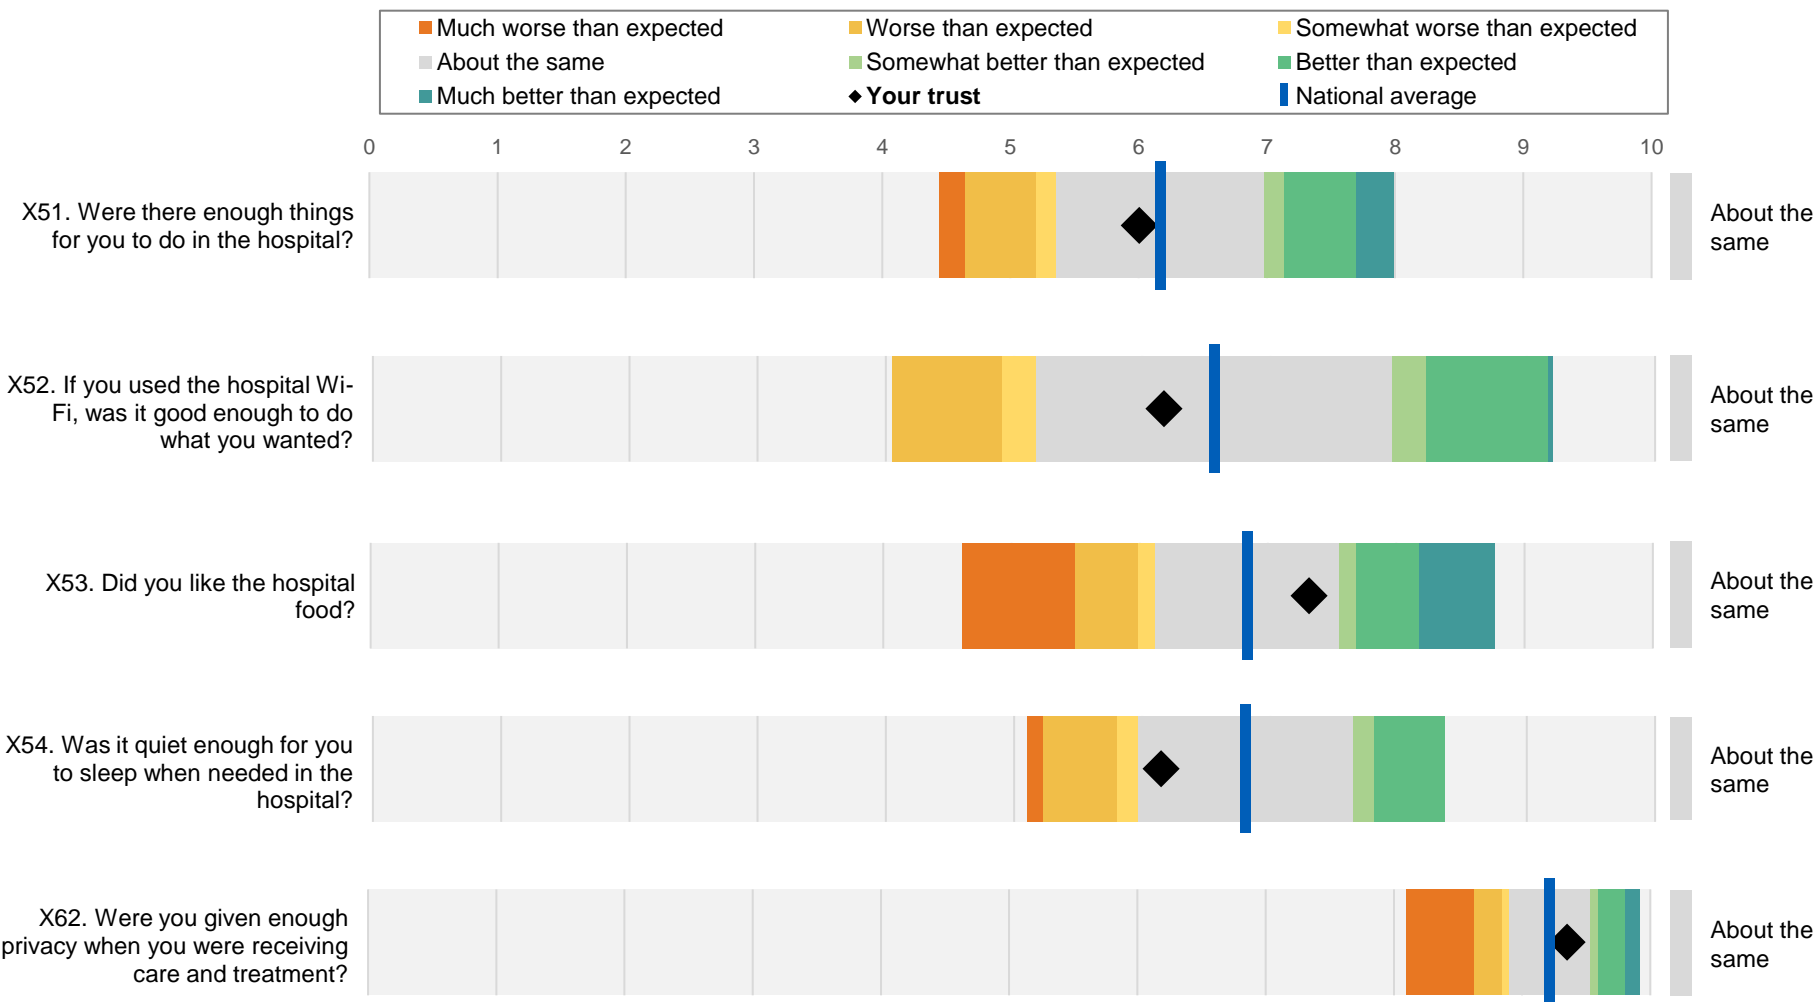 Much worse than expected
Worse than expected
Somewhat worse than expected
About the same
Somewhat better than expected
Better than expected
Much better than expected
Your trust
National average
0 1 2 3 4 5 6 7 8 9 10
X51. Were there enough things
for you to do in the hospital?
About the
same
X52. If you used the hospital Wi-
Fi, was it good enough to do
what you wanted?
About the
same
X53. Did you like the hospital
food?
About the
same
X54. Was it quiet enough for you
to sleep when needed in the
hospital?
About the
same
X62. Were you given enough
privacy when you were receiving
care and treatment?
About the
same